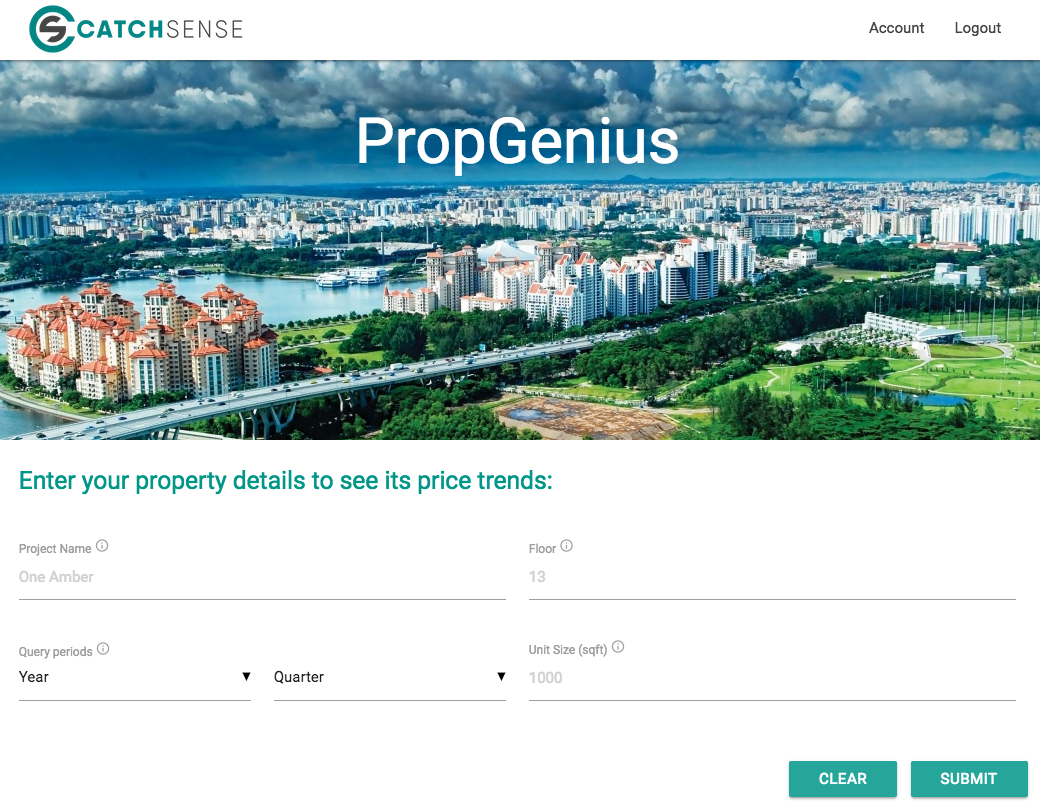 CATCHSENSE
Account Logout
PropGenius
Enter your property details to see its price trends:
Project Name Floor
One Amber 13
Query periods Unit Size (sqft)
Year Quarter 1000
CLEAR SUBMIT